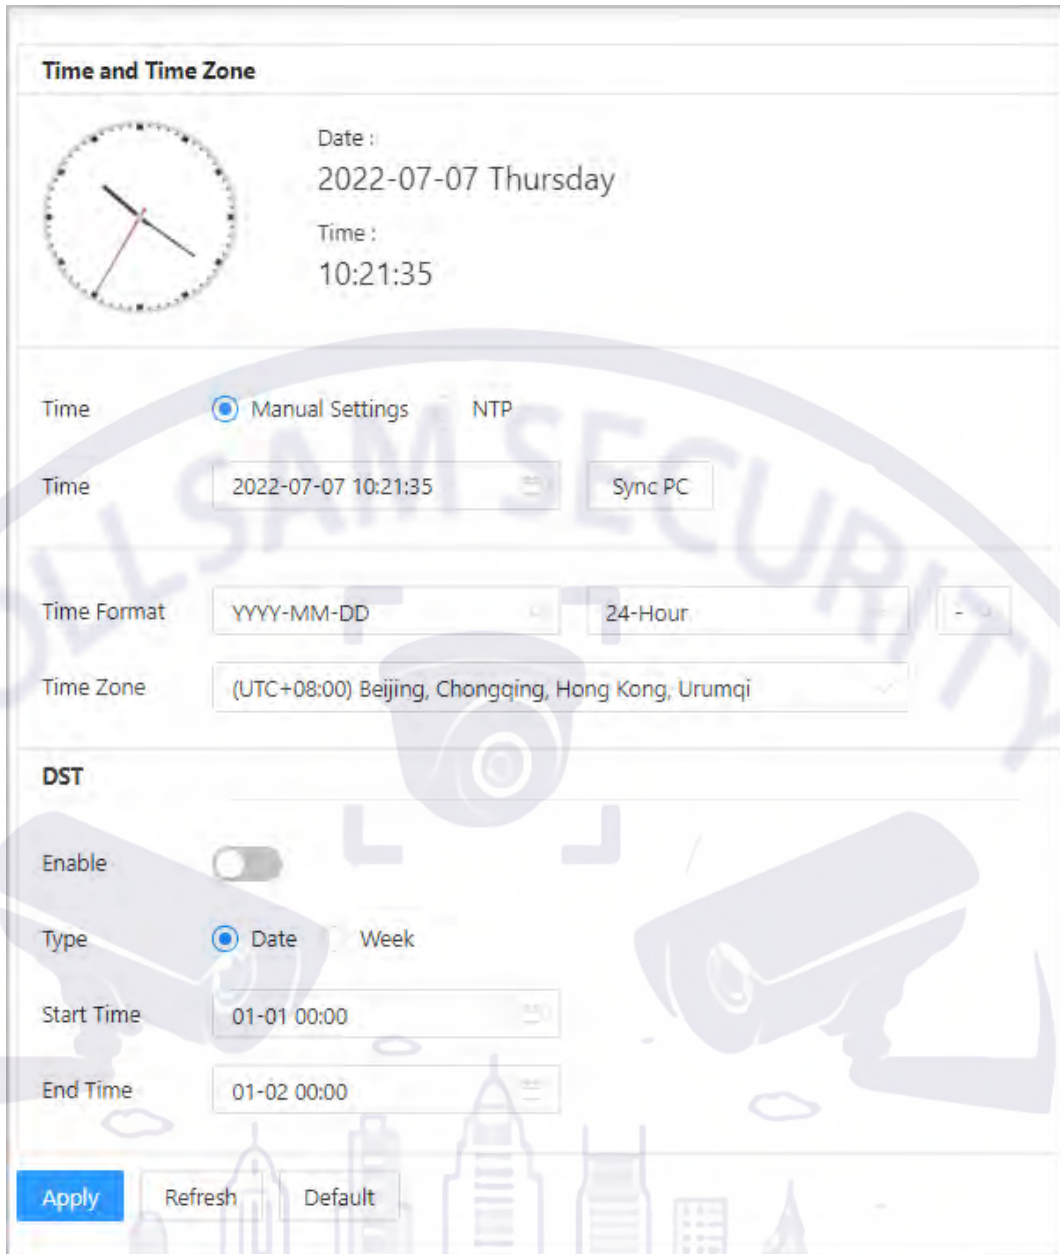 Time and Time Zone
Date :
2022-07-07 Thursday
Time :
10:21:35
Time Manual Settings NTP
Time 2022-07-07 10:21:35 Sync PC
Time Format YYYY-MM-DD 24-Hour -
Time Zone (UTC+08:00) Beijing, Chongqing, Hong Kong, Urumqi
DST
Enable
Type Date Week
Start Time 01-01 00:00
End Time 01-02 00:00
Apply Refresh Default
SECURITY